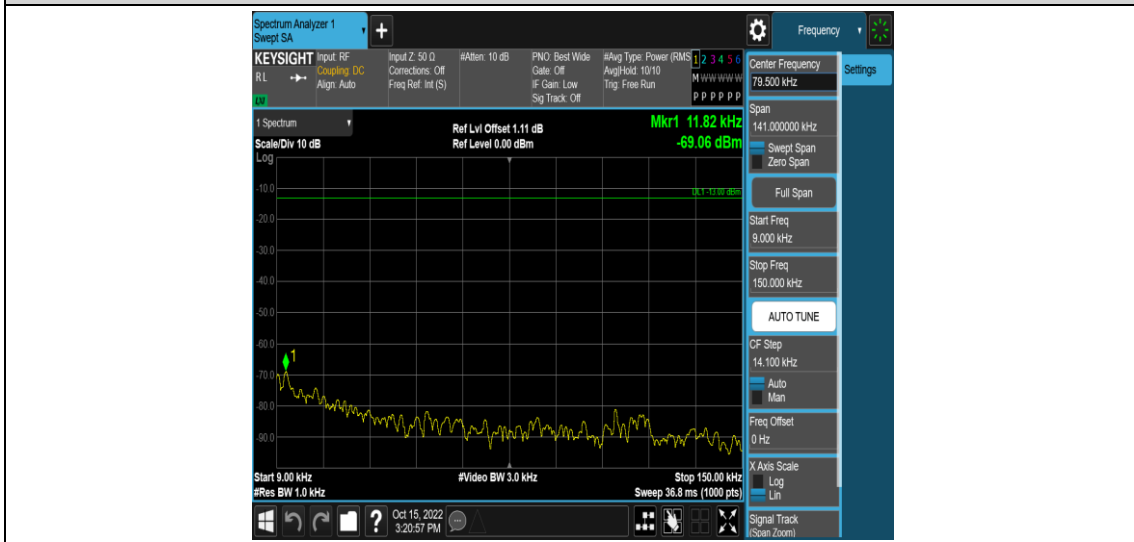 Spectrum Analyzer 1
Swept SA
+
Frequency
KEYSIGHT
RL
LXI
Input: RF
Coupling: DC
Align: Auto
Input Z: 50 Ω
Corrections: Off
Freq Ref: Int (S)
#Atten: 10 dB
PNO: Best Wide
Gate: Off
IF Gain: Low
Sig Track: Off
#Avg Type: Power (RMS
Avg|Hold: 10/10
Trig: Free Run
1 2 3 4 5 6
M W W W W W
P P P P P P
1 Spectrum
Scale/Div 10 dB
Ref Lvl Offset 1.11 dB
Ref Level 0.00 dBm
Mkr1 11.82 kHz
-69.06 dBm
Log
DL1 -13.00 dBm
-10.0
-20.0
-30.0
-40.0
-50.0
-60.0
1
-70.0
-80.0
-90.0
Start 9.00 kHz
#Res BW 1.0 kHz
#Video BW 3.0 kHz
Stop 150.00 kHz
Sweep 36.8 ms (1000 pts)
?
Oct 15, 2022
3:20:57 PM
Center Frequency
79.500 kHz
Settings
Span
141.000000 kHz
Swept Span
Zero Span
Full Span
Start Freq
9.000 kHz
Stop Freq
150.000 kHz
AUTO TUNE
CF Step
14.100 kHz
Auto
Man
Freq Offset
0 Hz
X Axis Scale
Log
Lin
Signal Track
(Span Zoom)